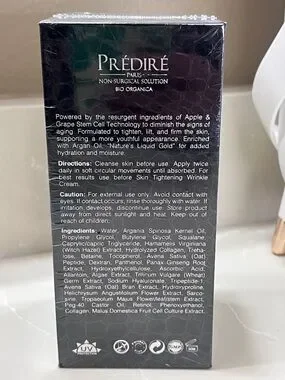 PRÉDIRÉ
PARIS
NON-SURGICAL SOLUTION
BIO ORGANICA
Powered by the resurgent ingredients of Apple &
Grape Stem Cell Technology to diminish the signs of
aging. Formulated to tighten, lift, and firm the skin,
supporting a more youthful appearance. Enriched
with Argan Oil, "Nature's Liquid Gold" for added
hydration and moisture.
Directions: Cleanse skin before use. Apply twice
daily in soft circular movements until absorbed. For
best results use before Skin Tightening Wrinkle
Cream.
Caution: For external use only. Avoid contact with
eyes. If contact occurs, rinse thoroughly with water. If
irritation develops, discontinue use. Store product
away from direct sunlight and heat. Keep out of
reach of children.
Ingredients: Water, Argania Spinosa Kernel Oil,
Propylene Glycol, Butylene Glycol, Squalane,
Caprylic/capric Triglyceride, Hamamelis Virginiana
(Witch Hazel) Extract, Hydrolyzed Collagen, Treha-
lose, Betaine, Tocopherol, Avena Sativa (Oat)
Peptide, Dextran, Panthenol, Panax Ginseng Root
Extract, Hydroxyethylcellulose, Ascorbic Acid,
Allantoin, Algae Extract, Triticum Vulgare (Wheat)
Germ Extract, Sodium Hyaluronate, Tripeptide-1,
Avena Sativa (Oat) Bran Extract, Hydroxyproline,
Helichrysum Angustifolium Flower Extract,
Tropaeolum Majus Flower/leaf/stem Extract,
Peg-40 Castor Oil, Retinol, Phenoxyethanol,
Collagen, Malus Domestica Fruit Cell Culture Extract.
UV
PROTECTION